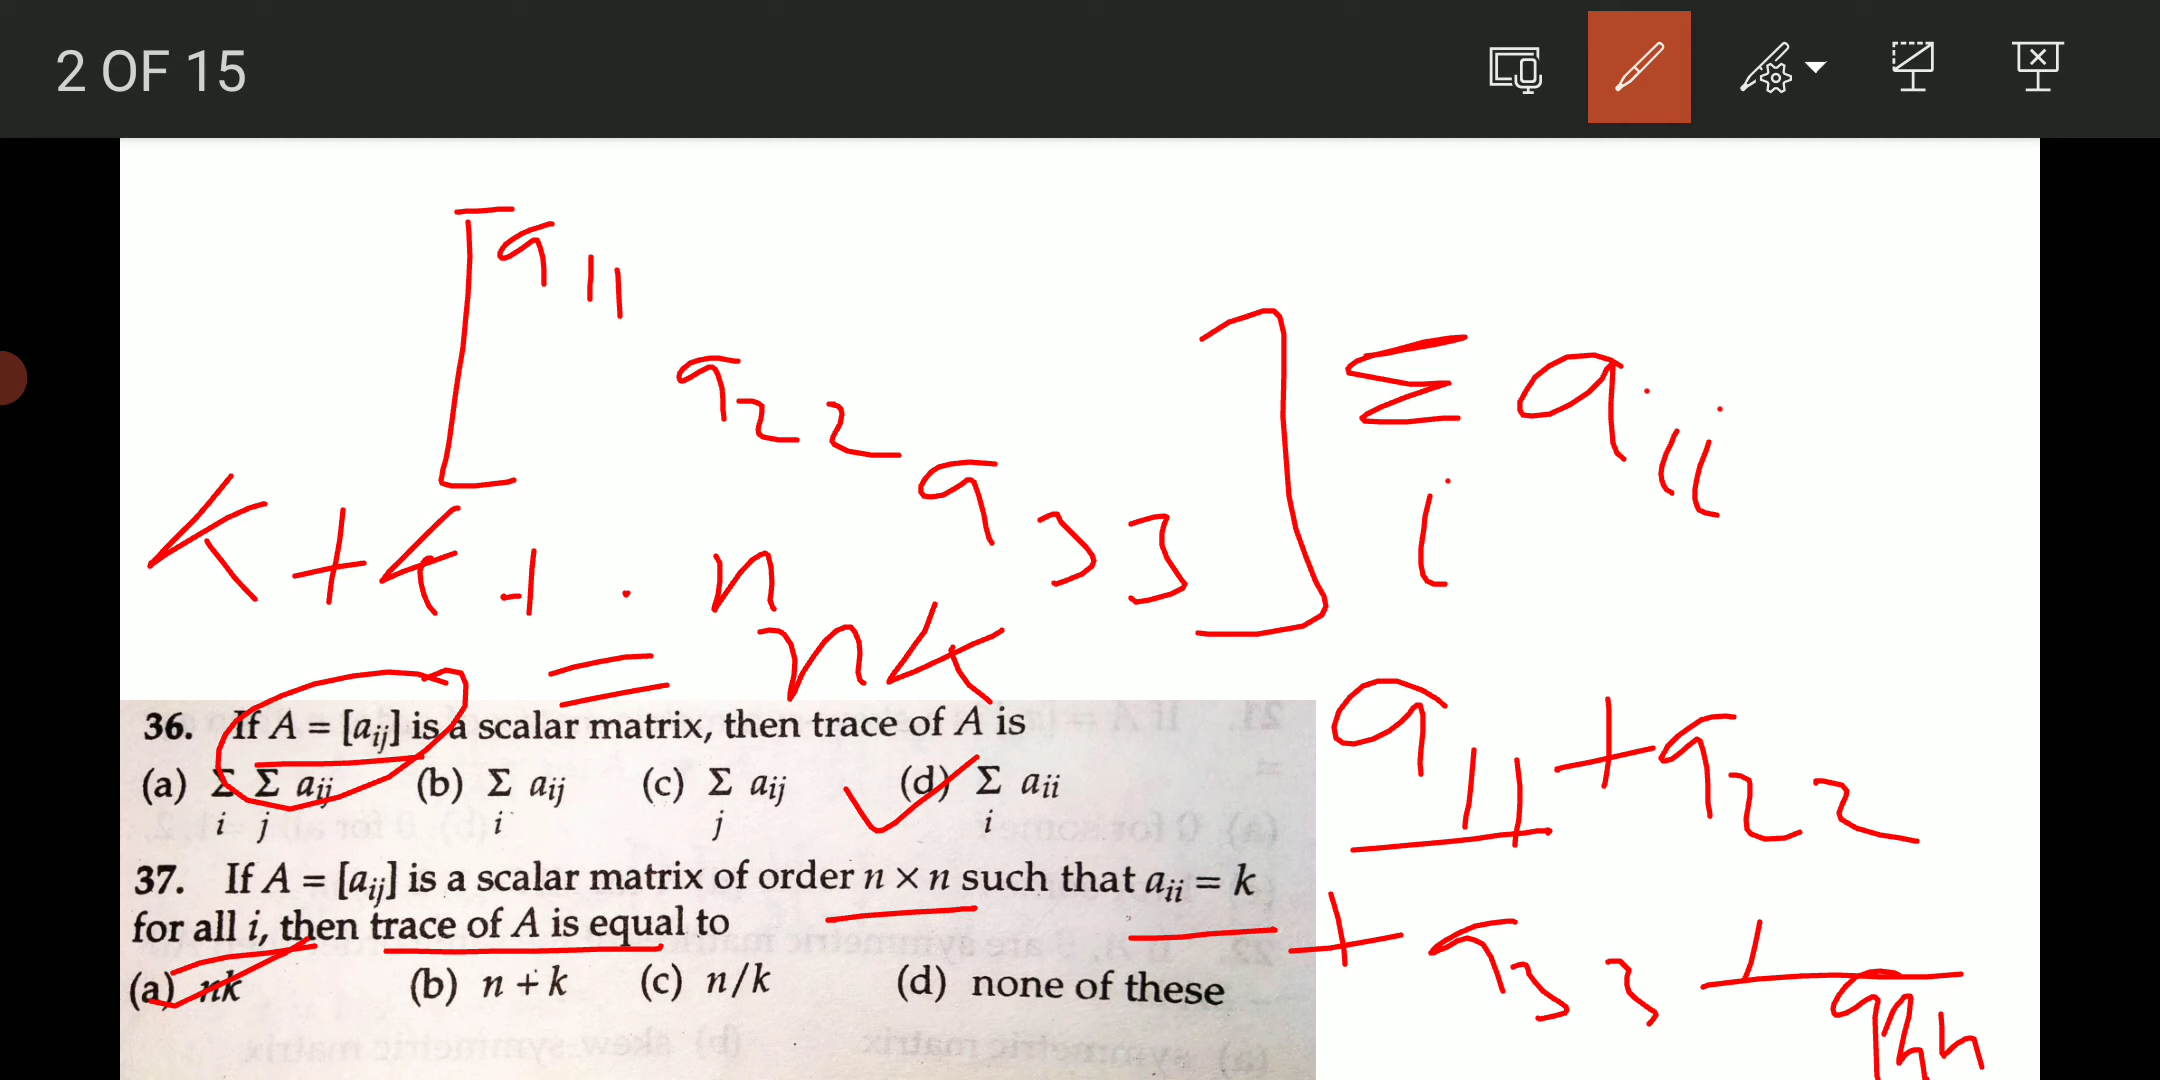 2 OF 15
a11
a22
a33
Σ aii
i
K + K + . n
= nK
36. If A = [aij] is a scalar matrix, then trace of A is
(a) Σ Σ aij (b) Σ aij (c) Σ aij (d) Σ aii
i j i j i
37. If A = [aij] is a scalar matrix of order n × n such that aii = k
for all i, then trace of A is equal to
(a) nk (b) n + k (c) n/k (d) none of these
a11 + a22
+ a33 + ann